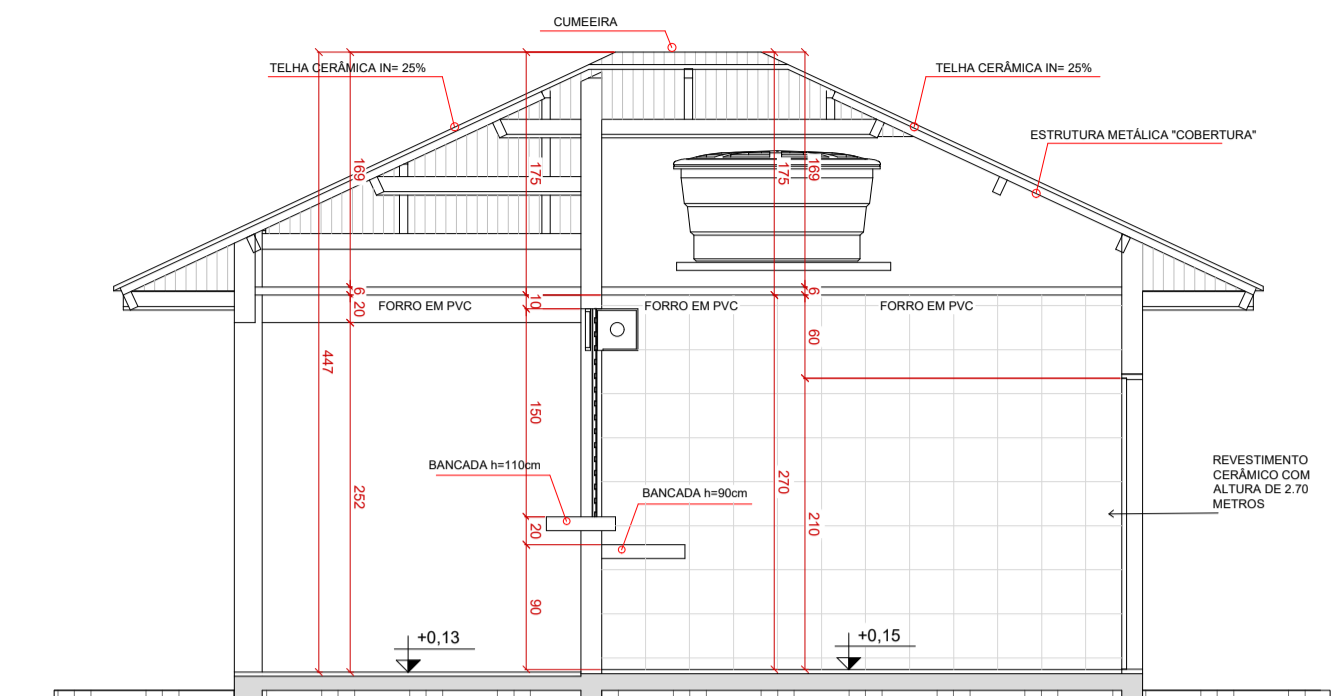 CUMEEIRA
TELHA CERÂMICA IN= 25%
TELHA CERÂMICA IN= 25%
ESTRUTURA METÁLICA "COBERTURA"
169
175
175
169
6
10
6
20
FORRO EM PVC
FORRO EM PVC
FORRO EM PVC
60
447
150
BANCADA h=110cm
REVESTIMENTO
CERÂMICO COM
ALTURA DE 2.70
METROS
270
BANCADA h=90cm
252
20
210
90
+0,13
+0,15